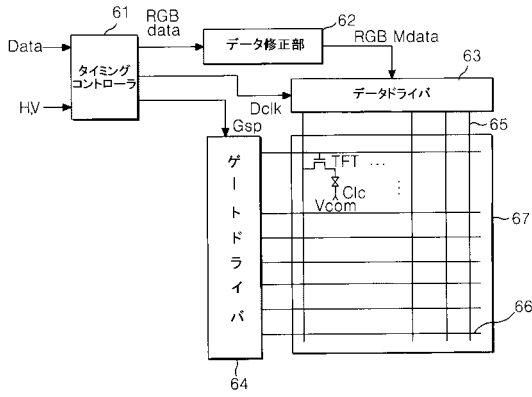 61
RGB
data
62
データ修正部
RGB Mdata
63
Data
タイミング
コントローラ
H,V
Dclk
データドライバ
65
Gsp
ゲートドライバ
TFT ...
Clc
Vcom
67
66
64